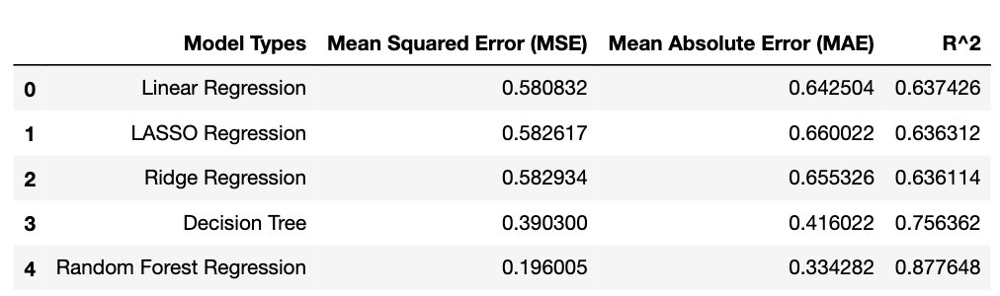 Model Types Mean Squared Error (MSE) Mean Absolute Error (MAE) R^2
0 Linear Regression 0.580832 0.642504 0.637426
1 LASSO Regression 0.582617 0.660022 0.636312
2 Ridge Regression 0.582934 0.655326 0.636114
3 Decision Tree 0.390300 0.416022 0.756362
4 Random Forest Regression 0.196005 0.334282 0.877648